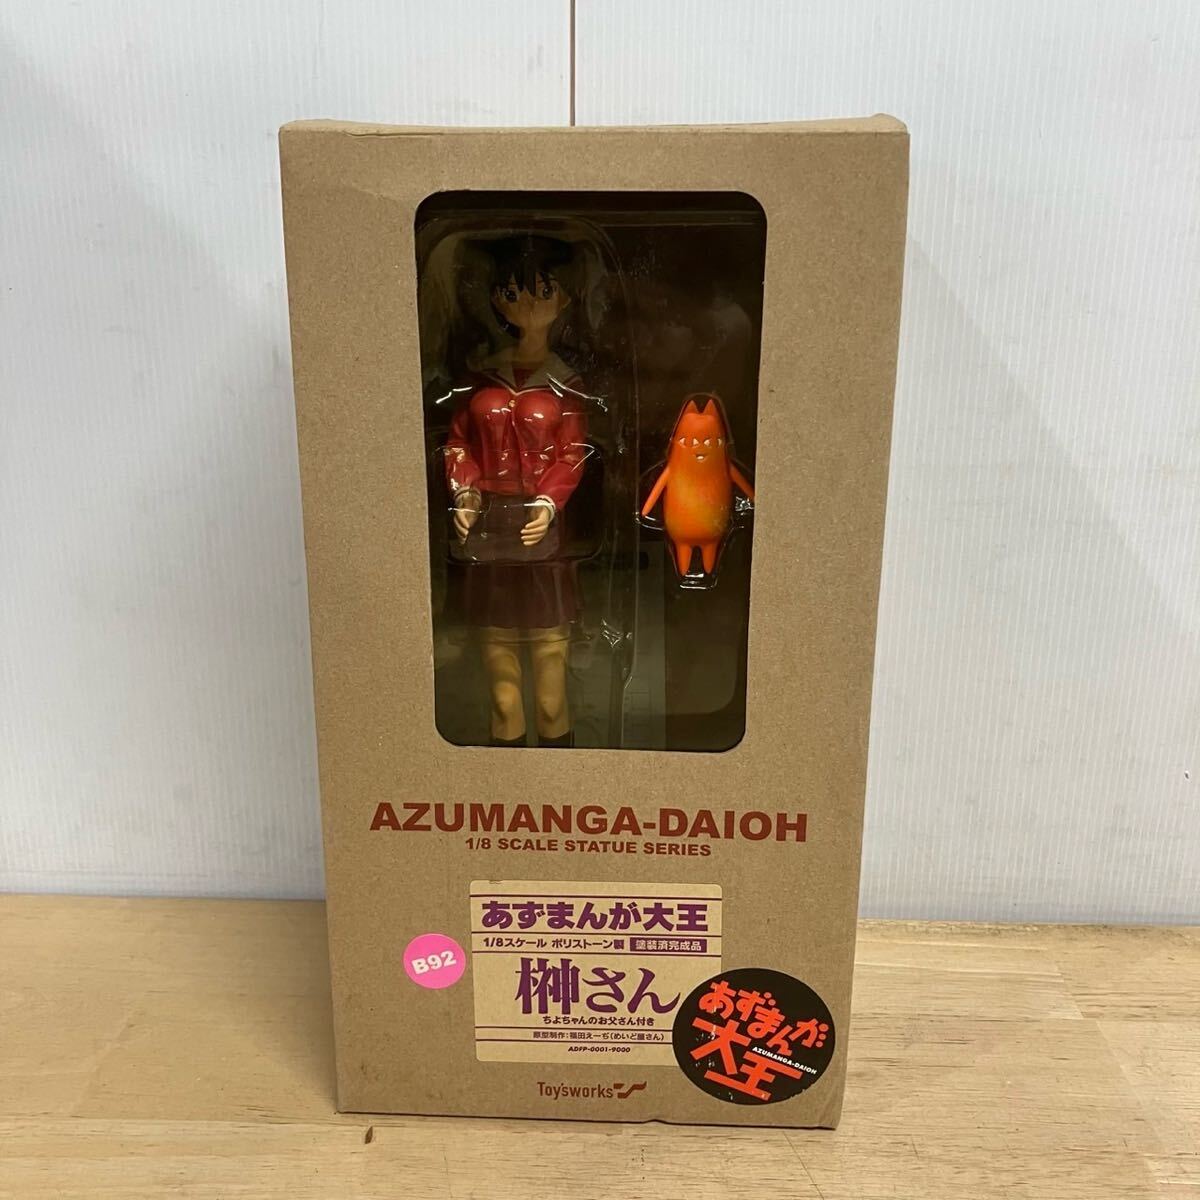 AZUMANGA-DAIOH
1/8 SCALE STATUE SERIES
あずまんが大王
1/8スケール ポリストーン製 塗装済完成品
榊さん
ちよちゃんのお父さん付き
原型制作:福田えーぢ(めいど屋さん)
ADFP-0001-9000
B92
あずまんが
大王
AZUMANGA-DAIOH
Toy'sworks